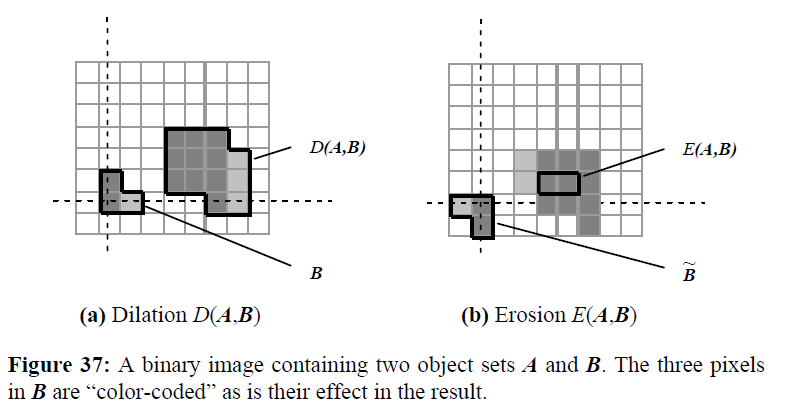 D(A,B)
B
E(A,B)
B̃
(a) Dilation D(A,B)
(b) Erosion E(A,B)
Figure 37: A binary image containing two object sets A and B. The three pixels
in B are “color-coded” as is their effect in the result.